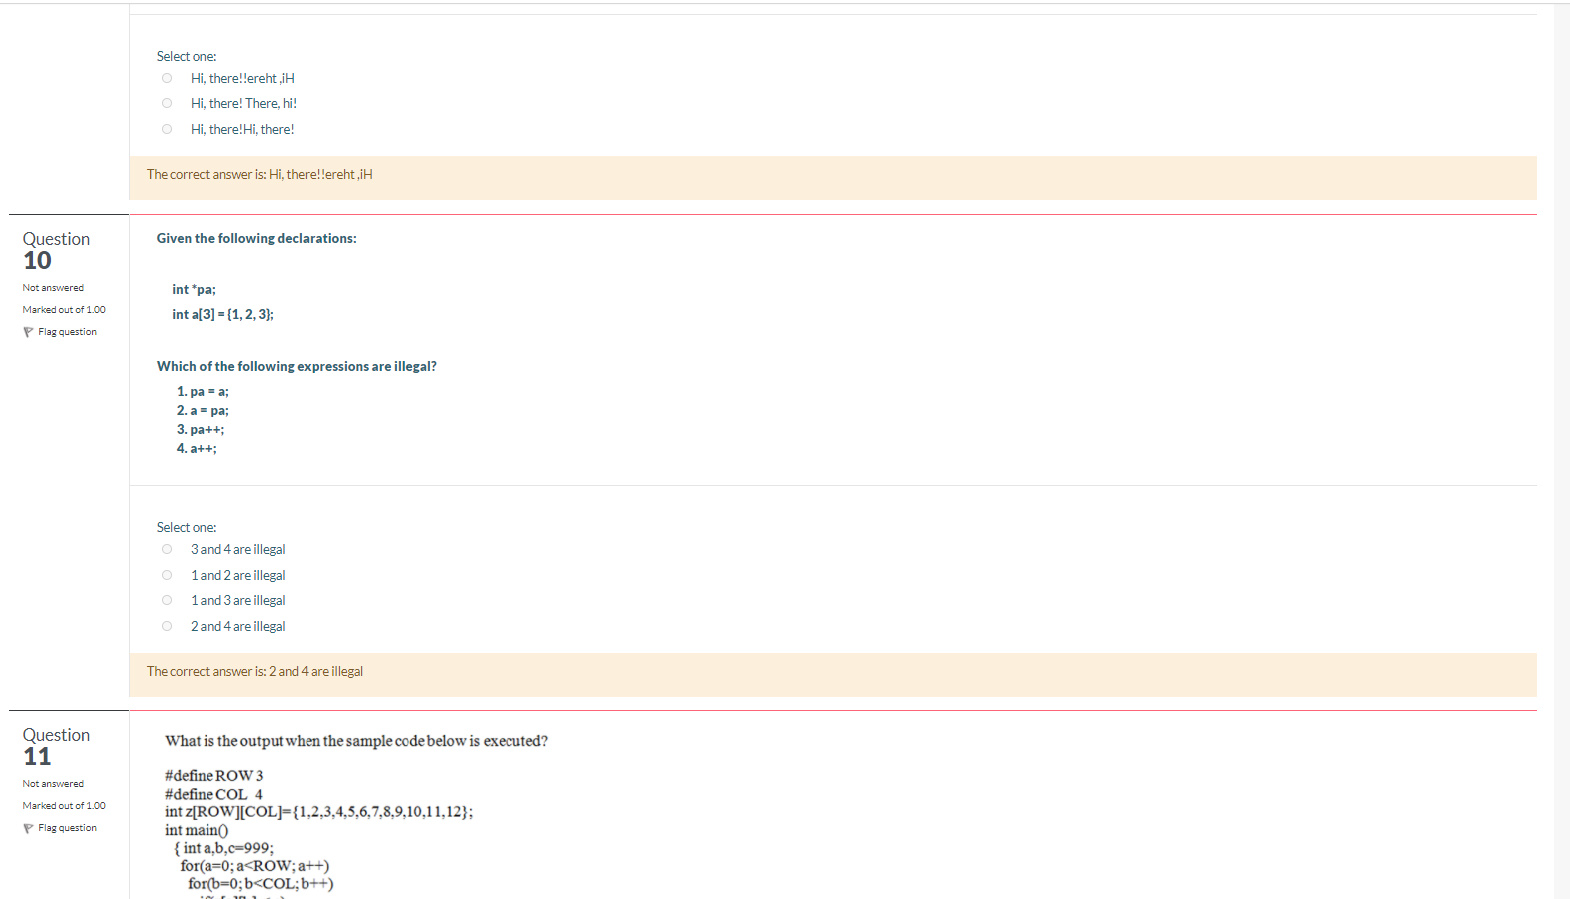 Select one:
Hi, there!!ereht ,iH
Hi, there! There, hi!
Hi, there!Hi, there!
The correct answer is: Hi, there!!ereht ,iH
Question
10
Not answered
Marked out of 1.00
Flag question
Given the following declarations:
int *pa;
int a[3] = {1, 2, 3};
Which of the following expressions are illegal?
1. pa = a;
2. a = pa;
3. pa++;
4. a++;
Select one:
3 and 4 are illegal
1 and 2 are illegal
1 and 3 are illegal
2 and 4 are illegal
The correct answer is: 2 and 4 are illegal
Question
11
Not answered
Marked out of 1.00
Flag question
What is the output when the sample code below is executed?
#define ROW 3
#define COL 4
int z[ROW][COL]={1,2,3,4,5,6,7,8,9,10,11,12};
int main()
{ int a,b,c=999;
for(a=0; a<ROW; a++)
for(b=0; b<COL; b++)